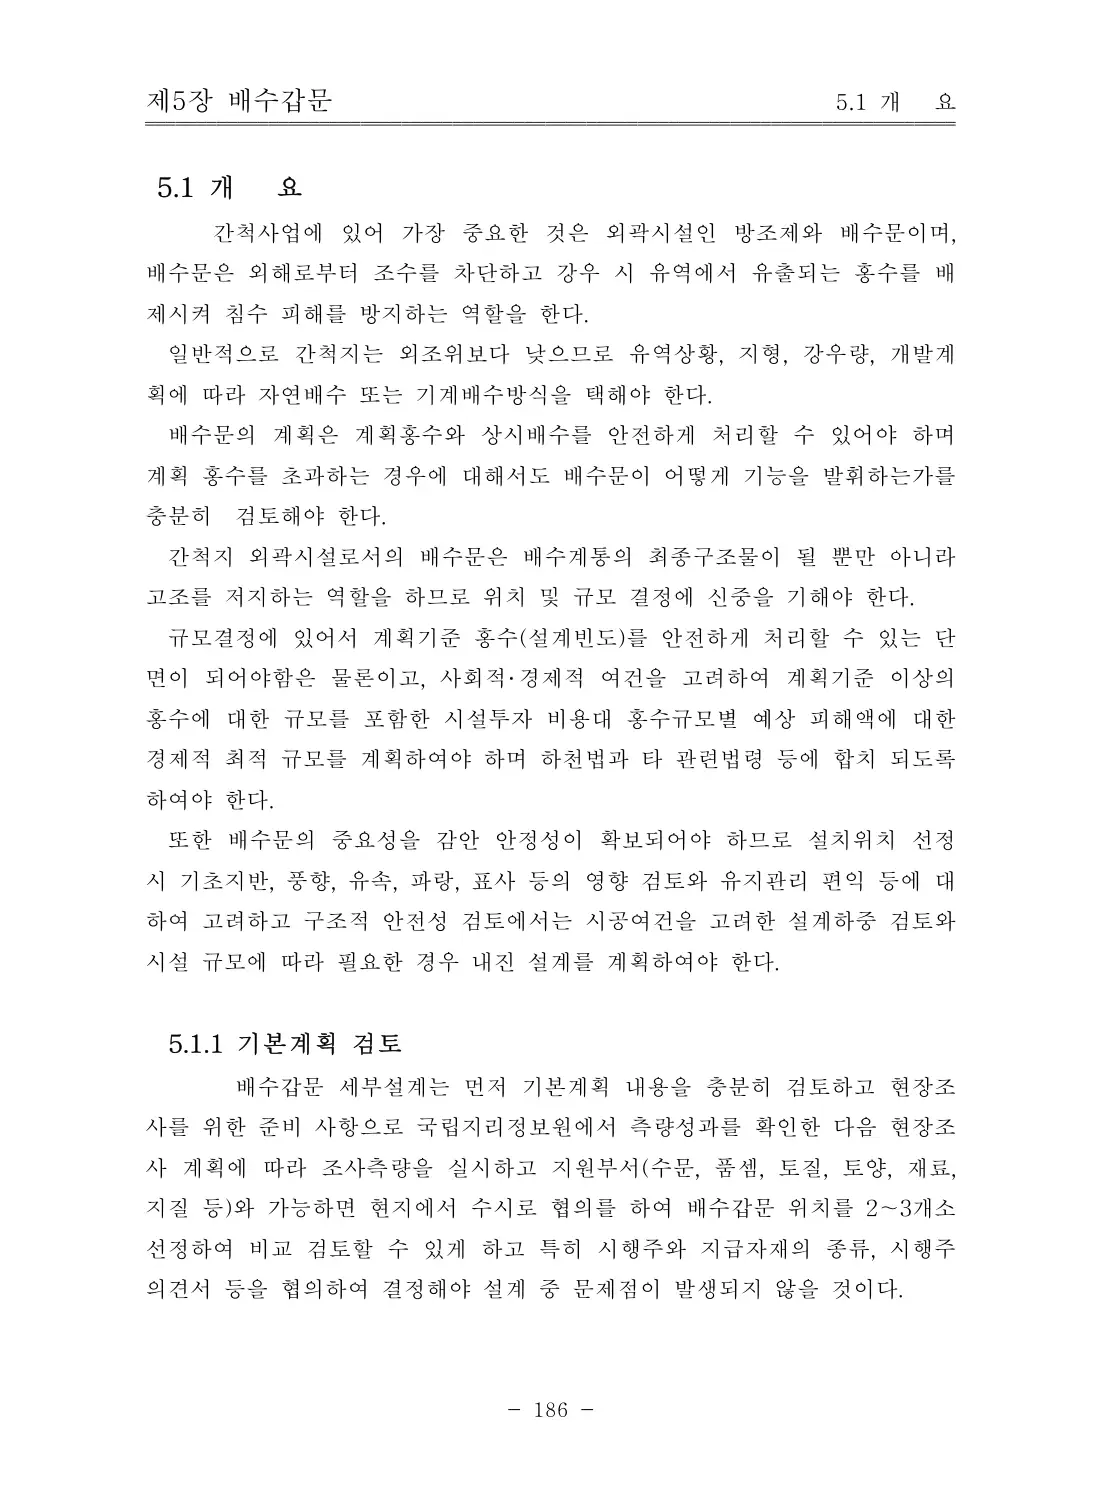 제5장 배수갑문 5.1 개 요
5.1 개 요
간척사업에 있어 가장 중요한 것은 외곽시설인 방조제와 배수문이며,
배수문은 외해로부터 조수를 차단하고 강우 시 유역에서 유출되는 홍수를 배
제시켜 침수 피해를 방지하는 역할을 한다.
일반적으로 간척지는 외조위보다 낮으므로 유역상황, 지형, 강우량, 개발계
획에 따라 자연배수 또는 기계배수방식을 택해야 한다.
배수문의 계획은 계획홍수와 상시배수를 안전하게 처리할 수 있어야 하며
계획 홍수를 초과하는 경우에 대해서도 배수문이 어떻게 기능을 발휘하는가를
충분히 검토해야 한다.
간척지 외곽시설로서의 배수문은 배수계통의 최종구조물이 될 뿐만 아니라
고조를 저지하는 역할을 하므로 위치 및 규모 결정에 신중을 기해야 한다.
규모결정에 있어서 계획기준 홍수(설계빈도)를 안전하게 처리할 수 있는 단
면이 되어야함은 물론이고, 사회적·경제적 여건을 고려하여 계획기준 이상의
홍수에 대한 규모를 포함한 시설투자 비용대 홍수규모별 예상 피해액에 대한
경제적 최적 규모를 계획하여야 하며 하천법과 타 관련법령 등에 합치 되도록
하여야 한다.
또한 배수문의 중요성을 감안 안정성이 확보되어야 하므로 설치위치 선정
시 기초지반, 풍향, 유속, 파랑, 표사 등의 영향 검토와 유지관리 편익 등에 대
하여 고려하고 구조적 안전성 검토에서는 시공여건을 고려한 설계하중 검토와
시설 규모에 따라 필요한 경우 내진 설계를 계획하여야 한다.
5.1.1 기본계획 검토
배수갑문 세부설계는 먼저 기본계획 내용을 충분히 검토하고 현장조
사를 위한 준비 사항으로 국립지리정보원에서 측량성과를 확인한 다음 현장조
사 계획에 따라 조사측량을 실시하고 지원부서(수문, 품셈, 토질, 토양, 재료,
지질 등)와 가능하면 현지에서 수시로 협의를 하여 배수갑문 위치를 2~3개소
선정하여 비교 검토할 수 있게 하고 특히 시행주와 지급자재의 종류, 시행주
의견서 등을 협의하여 결정해야 설계 중 문제점이 발생되지 않을 것이다.
- 186 -